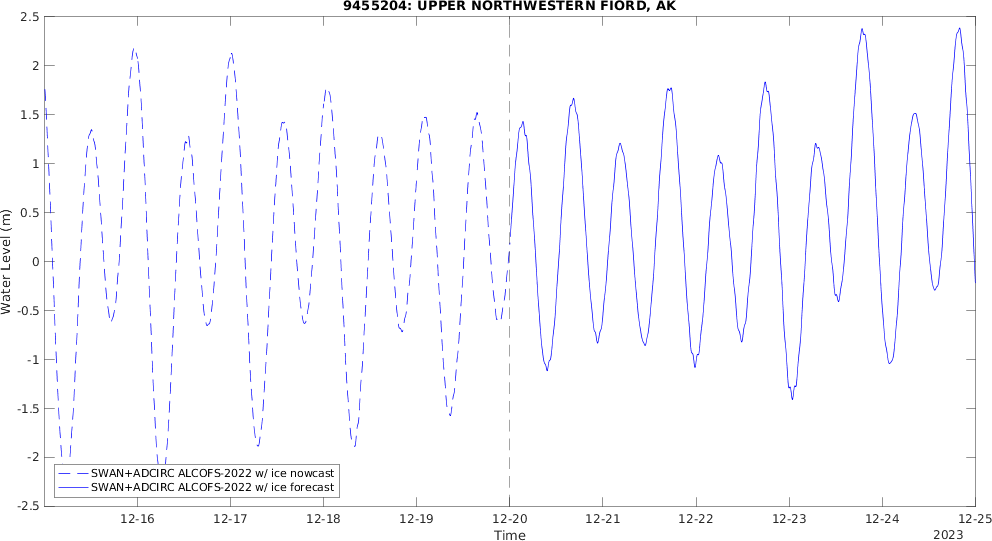 9455204: UPPER NORTHWESTERN FIORD, AK
2.5
2
1.5
1
0.5
0
-0.5
-1
-1.5
-2
-2.5
Water Level (m)
SWAN+ADCIRC ALCOFS-2022 w/ ice nowcast
SWAN+ADCIRC ALCOFS-2022 w/ ice forecast
12-16 12-17 12-18 12-19 12-20 12-21 12-22 12-23 12-24 12-25
Time
2023